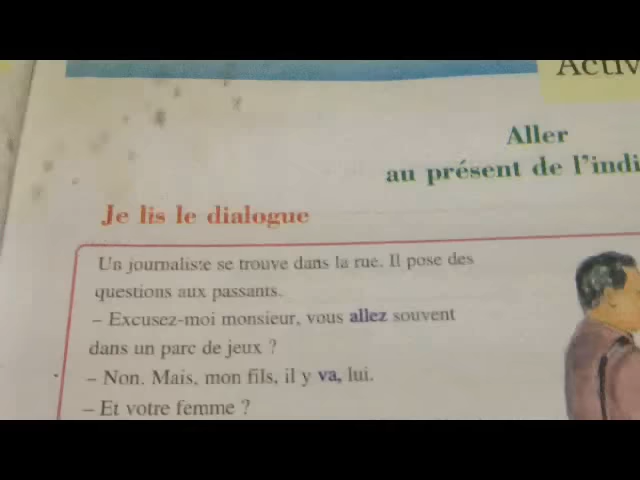 Aller
au présent de
Je lis le dialogue
Un journaliste se trouve dans la rue. Il pose des
questions aux passants.
– Excusez-moi monsieur, vous allez souvent
dans un parc de jeux ?
– Non. Mais, mon fils, il y va, lui.
– Et votre femme ?